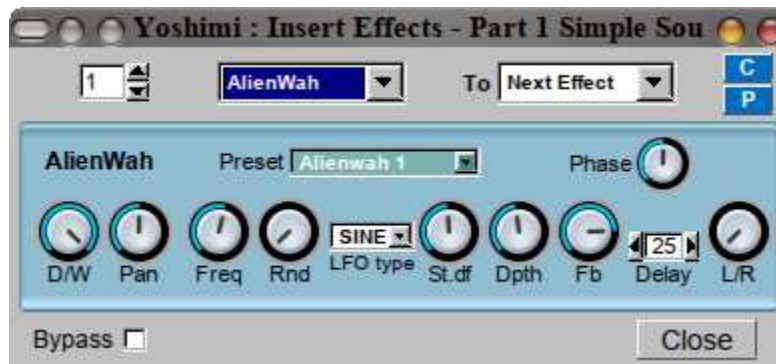 Yoshimi : Insert Effects - Part 1 Simple Sou
1 AlienWah To Next Effect C
P
AlienWah Preset Alienwah 1 Phase
SINE 25
D/W Pan Freq Rnd LFO type St.df Dpth Fb Delay L/R
Bypass Close